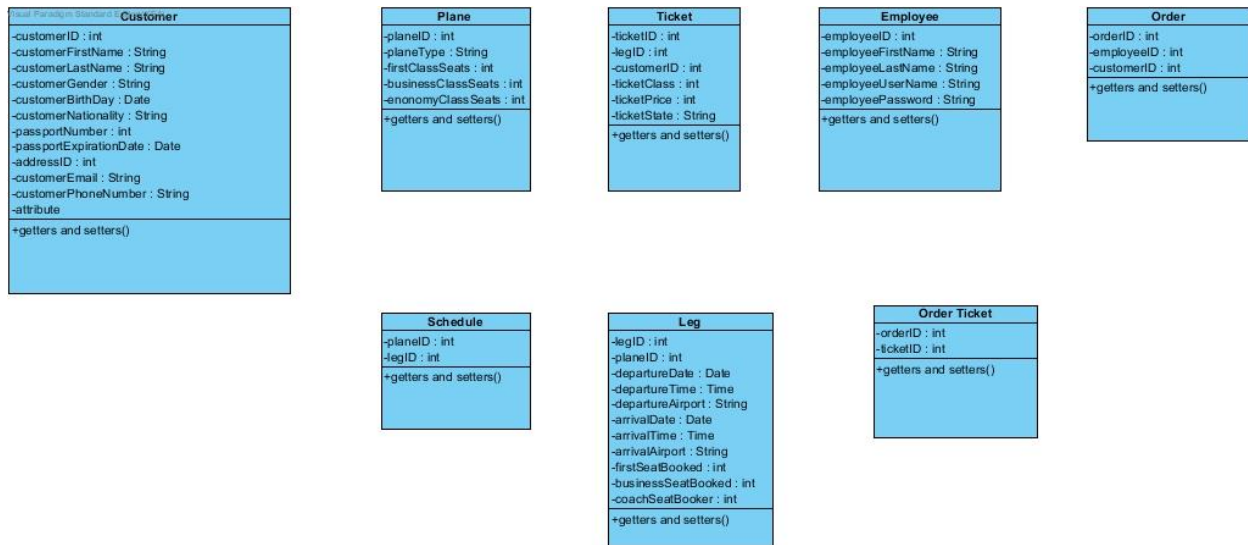 Visual Paradigm Standard
Customer
-customerID : int
-customerFirstName : String
-customerLastName : String
-customerGender : String
-customerBirthDay : Date
-customerNationality : String
-passportNumber : int
-passportExpirationDate : Date
-addressID : int
-customerEmail : String
-customerPhoneNumber : String
-attribute
+getters and setters()
Plane
-planeID : int
-planeType : String
-firstClassSeats : int
-businessClassSeats : int
-enonomyClassSeats : int
+getters and setters()
Ticket
-ticketID : int
-legID : int
-customerID : int
-ticketClass : int
-ticketPrice : int
-ticketState : String
+getters and setters()
Employee
-employeeID : int
-employeeFirstName : String
-employeeLastName : String
-employeeUserName : String
-employeePassword : String
+getters and setters()
Order
-orderID : int
-employeeID : int
-customerID : int
+getters and setters()
Schedule
-planeID : int
-legID : int
+getters and setters()
Leg
-legID : int
-planeID : int
-departureDate : Date
-departureTime : Time
-departureAirport : String
-arrivalDate : Date
-arrivalTime : Time
-arrivalAirport : String
-firstSeatBooked : int
-businessSeatBooked : int
-coachSeatBooker : int
+getters and setters()
Order Ticket
-orderID : int
-ticketID : int
+getters and setters()